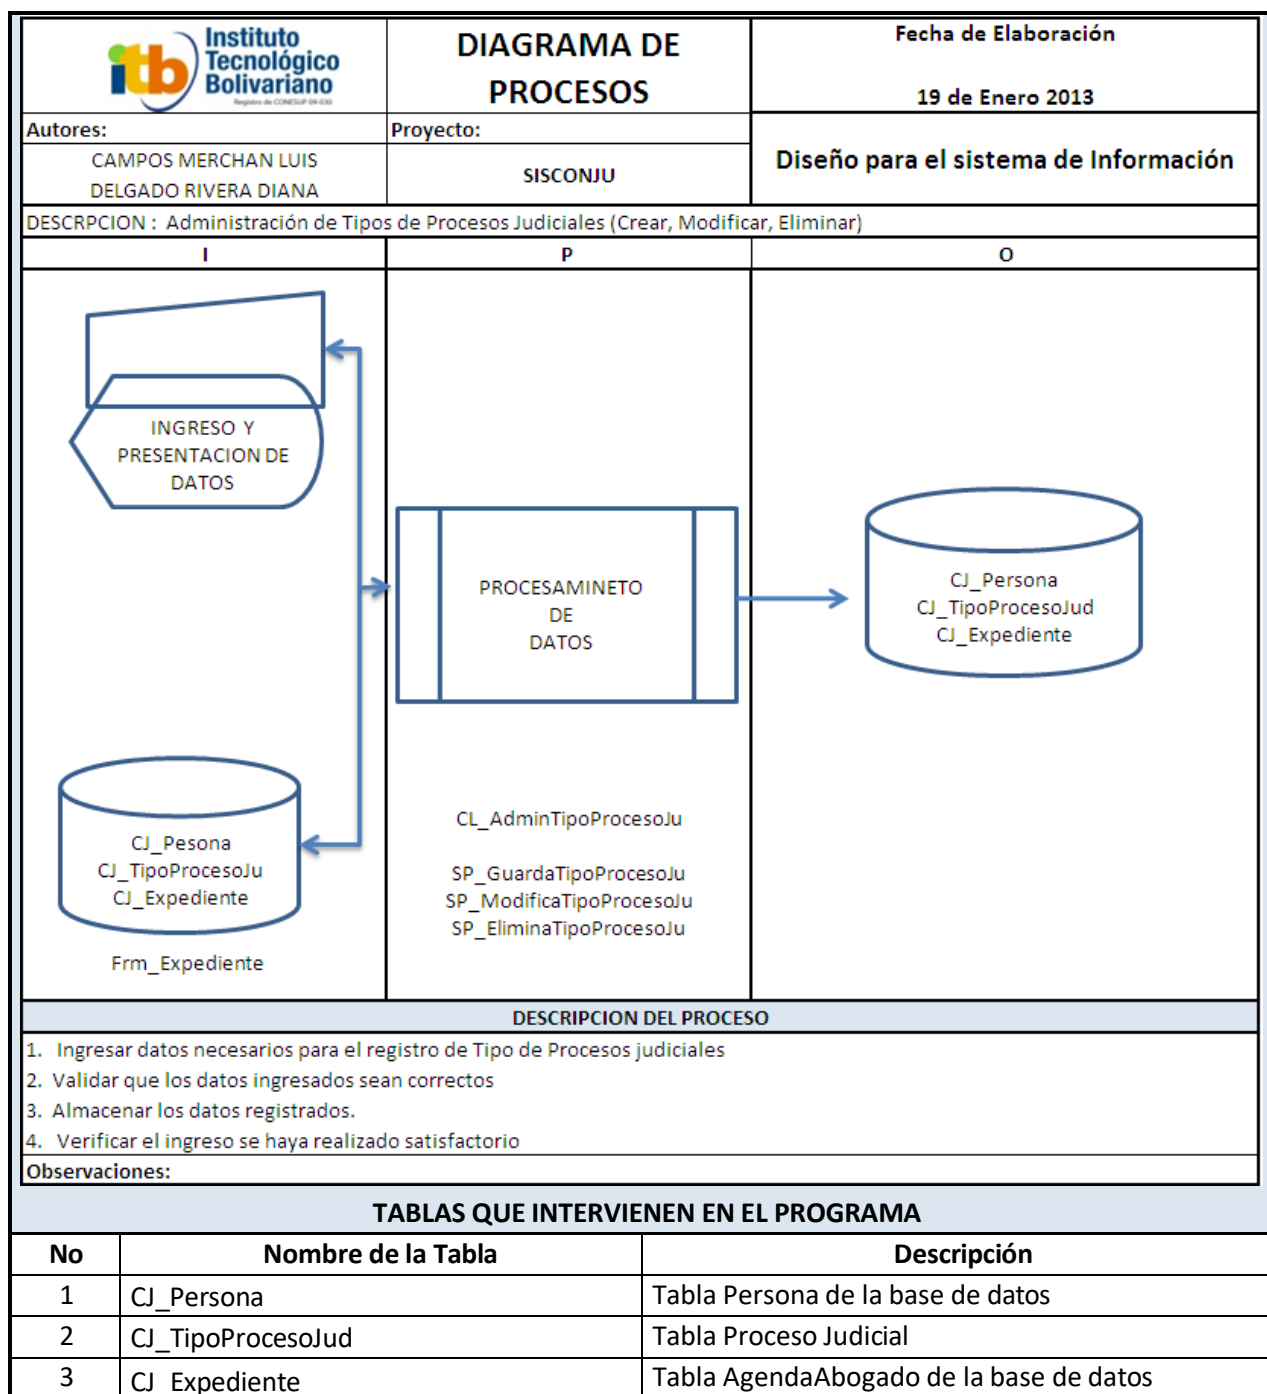 Instituto
Tecnológico
Bolivariano
Registro de CONESUP 09-030
itb
DIAGRAMA DE
PROCESOS
Fecha de Elaboración
19 de Enero 2013
Autores:
CAMPOS MERCHAN LUIS
DELGADO RIVERA DIANA
Proyecto:
SISCONJU
Diseño para el sistema de Información
DESCRPCION : Administración de Tipos de Procesos Judiciales (Crear, Modificar, Eliminar)
I
P
O
INGRESO Y
PRESENTACION DE
DATOS
PROCESAMINETO
DE
DATOS
CJ_Persona
CJ_TipoProcesoJud
CJ_Expediente
CJ_Pesona
CJ_TipoProcesoJu
CJ_Expediente
Frm_Expediente
CL_AdminTipoProcesoJu
SP_GuardaTipoProcesoJu
SP_ModificaTipoProcesoJu
SP_EliminaTipoProcesoJu
DESCRIPCION DEL PROCESO
1. Ingresar datos necesarios para el registro de Tipo de Procesos judiciales
2. Validar que los datos ingresados sean correctos
3. Almacenar los datos registrados.
4. Verificar el ingreso se haya realizado satisfactorio
Observaciones:
TABLAS QUE INTERVIENEN EN EL PROGRAMA
No Nombre de la Tabla Descripción
1 CJ_Persona Tabla Persona de la base de datos
2 CJ_TipoProcesoJud Tabla Proceso Judicial
3 CJ_Expediente Tabla AgendaAbogado de la base de datos